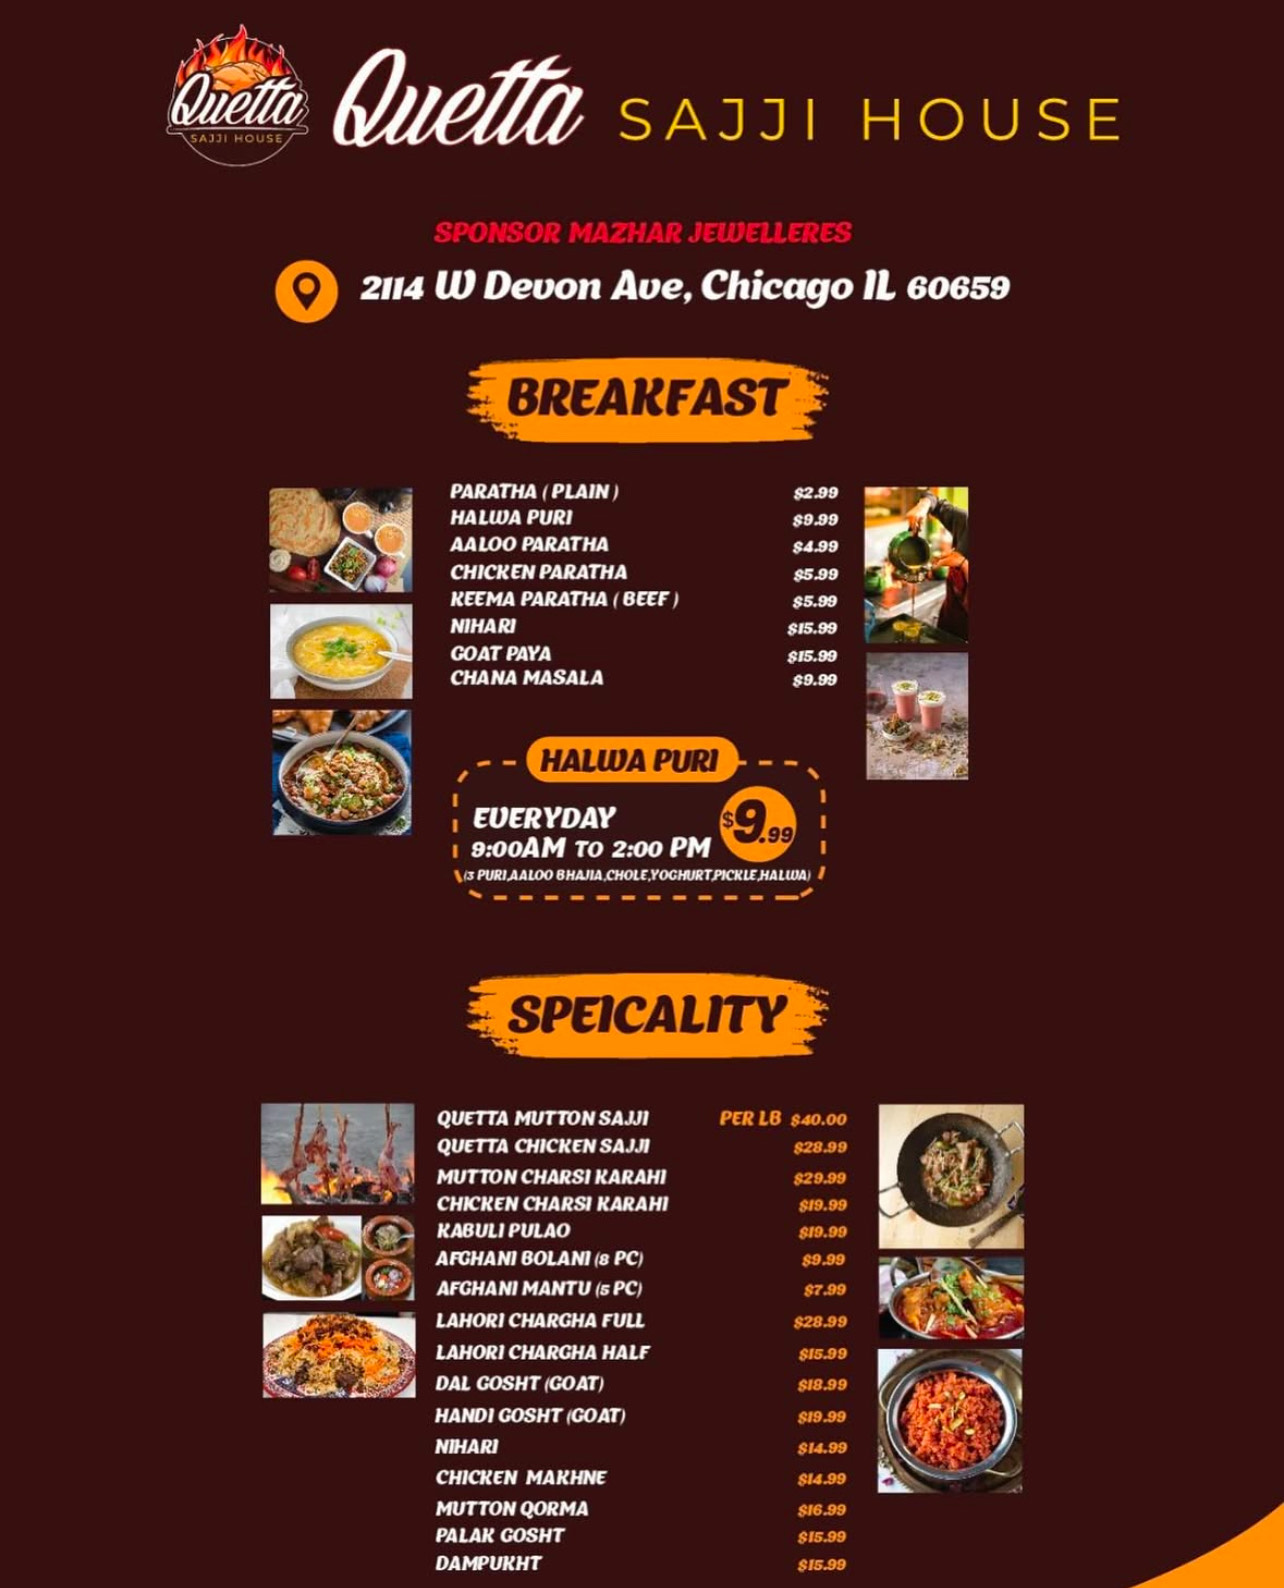 Quetta
SAJJI HOUSE
Quetta SAJJI HOUSE
SPONSOR MAZHAR JEWELLERES
2114 W Devon Ave, Chicago IL 60659
BREAKFAST
PARATHA ( PLAIN ) $2.99
HALWA PURI $9.99
AALOO PARATHA $4.99
CHICKEN PARATHA $5.99
KEEMA PARATHA ( BEEF ) $5.99
NIHARI $15.99
GOAT PAYA $15.99
CHANA MASALA $9.99
HALWA PURI
EVERYDAY
9:00AM TO 2:00 PM $9.99
(3 PURI,AALOO BHAJIA,CHOLE,YOGHURT,PICKLE,HALWA)
SPEICALITY
QUETTA MUTTON SAJJI PER LB $40.00
QUETTA CHICKEN SAJJI $28.99
MUTTON CHARSI KARAHI $29.99
CHICKEN CHARSI KARAHI $19.99
KABULI PULAO $19.99
AFGHANI BOLANI (8 PC) $9.99
AFGHANI MANTU (5 PC) $7.99
LAHORI CHARGHA FULL $28.99
LAHORI CHARGHA HALF $15.99
DAL GOSHT (GOAT) $18.99
HANDI GOSHT (GOAT) $19.99
NIHARI $14.99
CHICKEN MAKHNE $14.99
MUTTON QORMA $16.99
PALAK GOSHT $15.99
DAMPUKHT $15.99